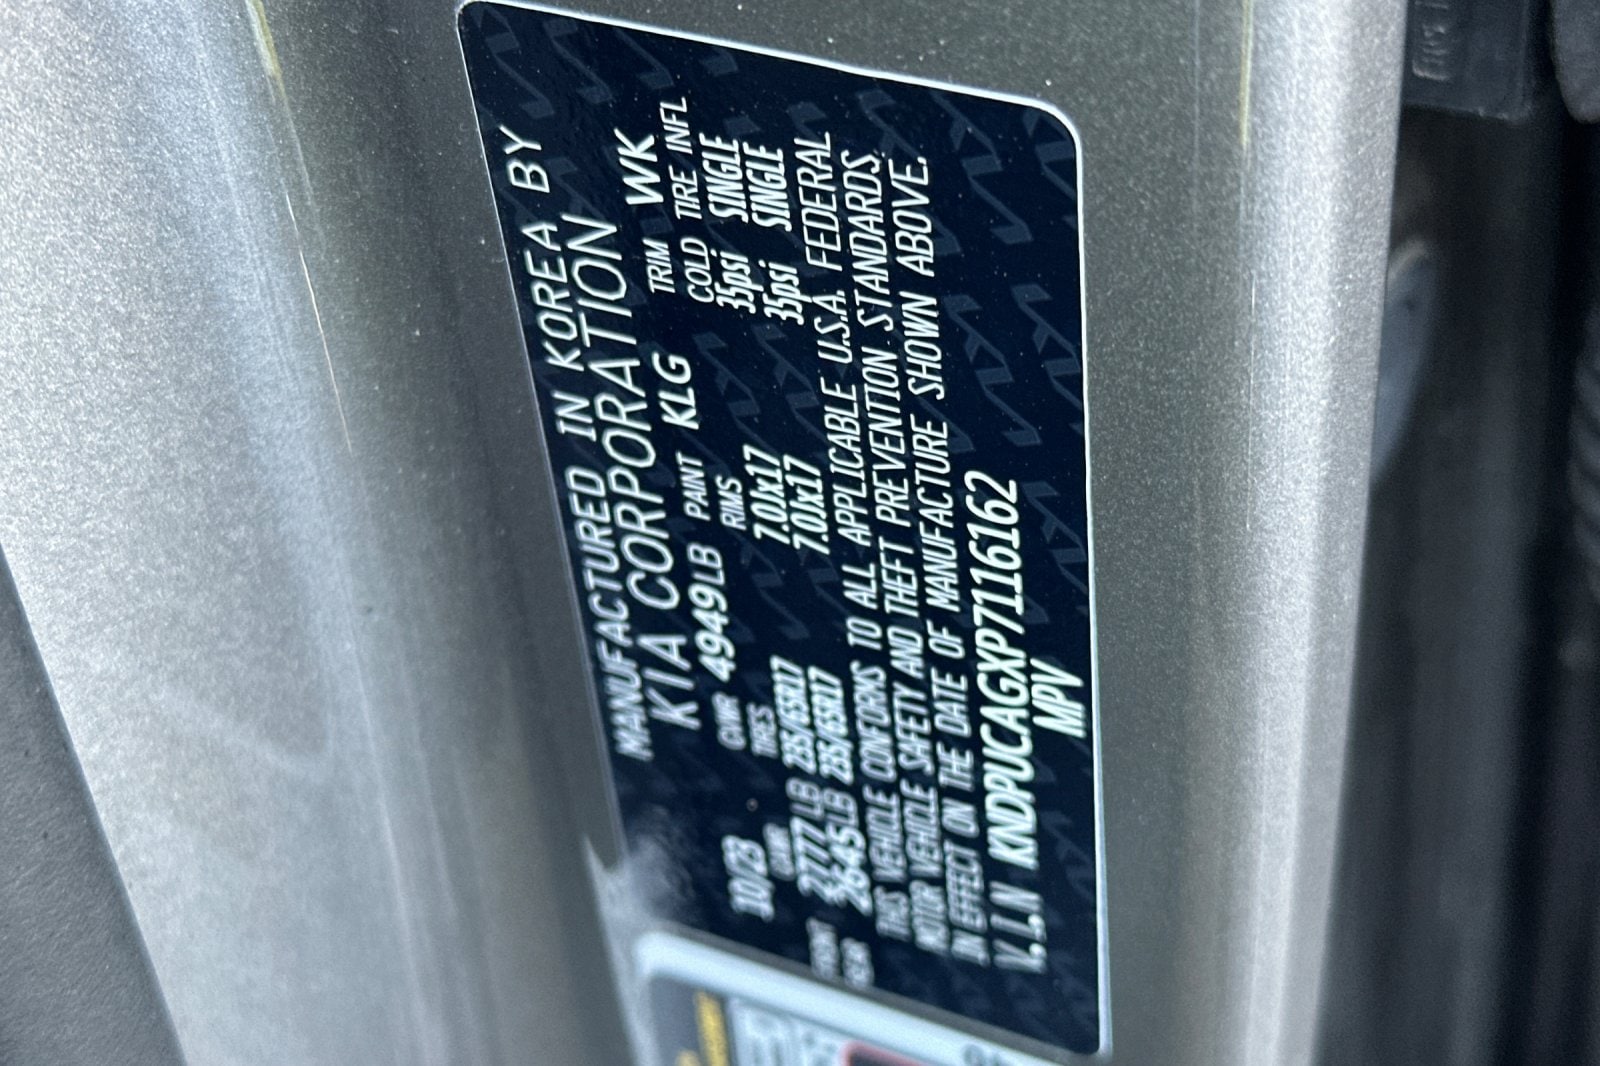 MANUFACTURED IN KOREA BY
KIA CORPORATION
10/23 GVWR 4949LB PAINT KLG TRIM WK
GAWR TIRES RIMS COLD TIRE INFL
FRONT 2777LB 235/65R17 7.0Jx17 35psi SINGLE
REAR 2645LB 235/65R17 7.0Jx17 35psi SINGLE
THIS VEHICLE CONFORMS TO ALL APPLICABLE U.S.A. FEDERAL
MOTOR VEHICLE SAFETY AND THEFT PREVENTION STANDARDS
IN EFFECT ON THE DATE OF MANUFACTURE SHOWN ABOVE.
V.I.N KNDPUCAGXP7116162
MPV